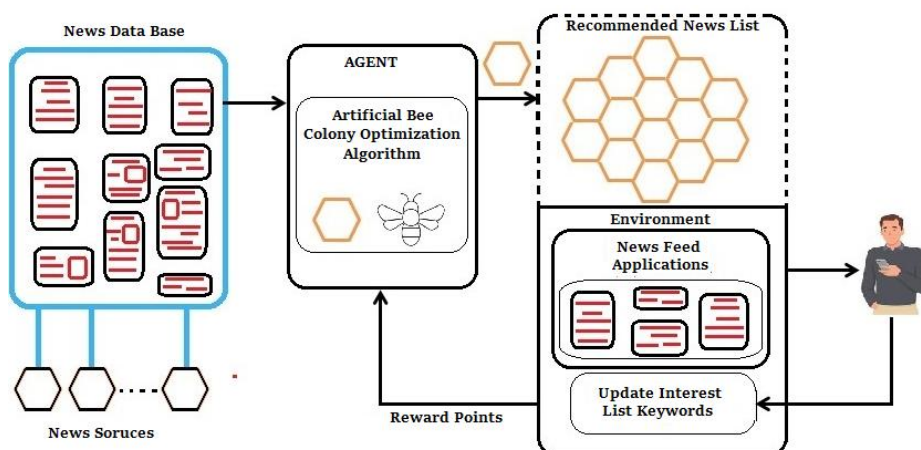 News Data Base
AGENT
Artificial Bee
Colony Optimization
Algorithm
Recommended News List
Environment
News Feed
Applications
Update Interest
List Keywords
Reward Points
News Soruces